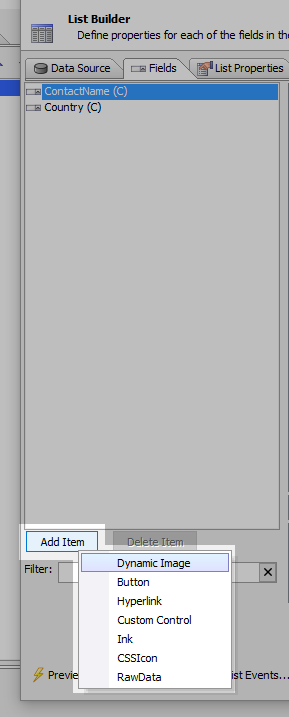 List Builder
Define properties for each of the fields in the
Data Source
Fields
List Properties
ContactName (C)
Country (C)
Add Item
Delete Item
Filter:
Dynamic Image
Button
Hyperlink
Custom Control
Ink
CSSIcon
RawData
Previe
ist Events...